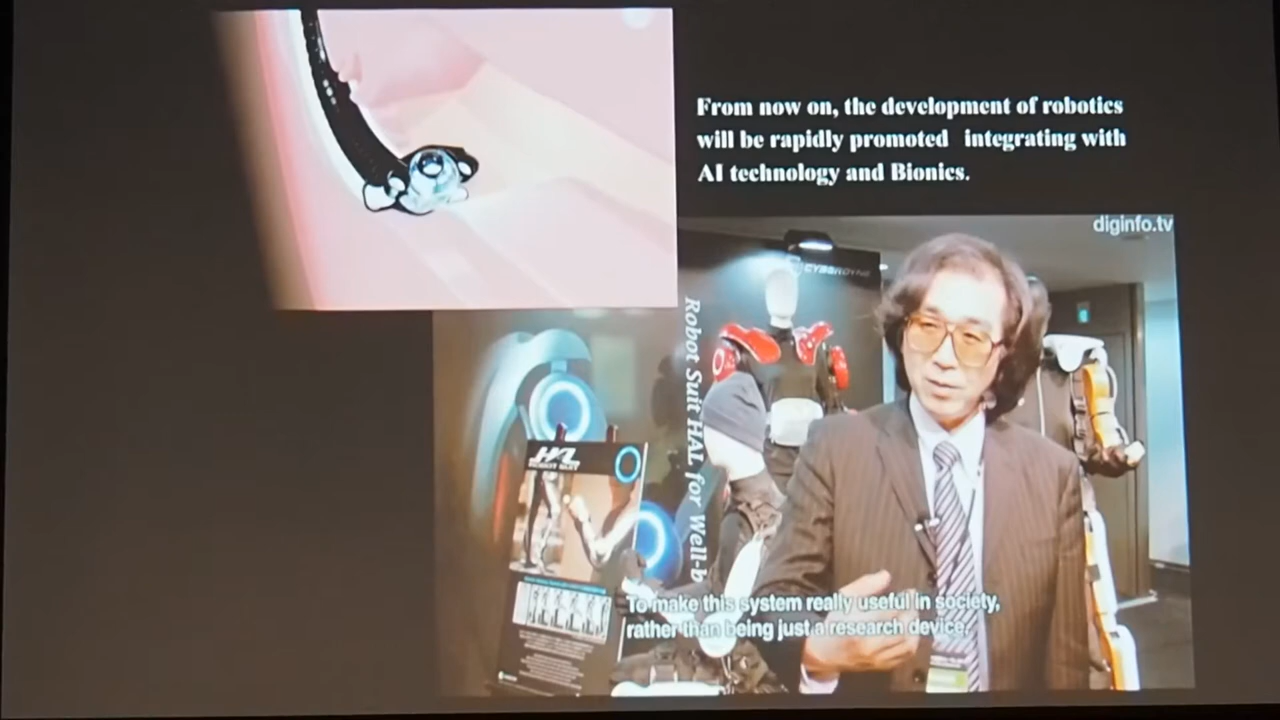 From now on, the development of robotics
will be rapidly promoted integrating with
AI technology and Bionics.
diginfo.tv
CYBERDYNE
Robot Suit HAL for Well-b
HAL
ROBOT SUIT
To make this system really useful in society,
rather than being just a research device.